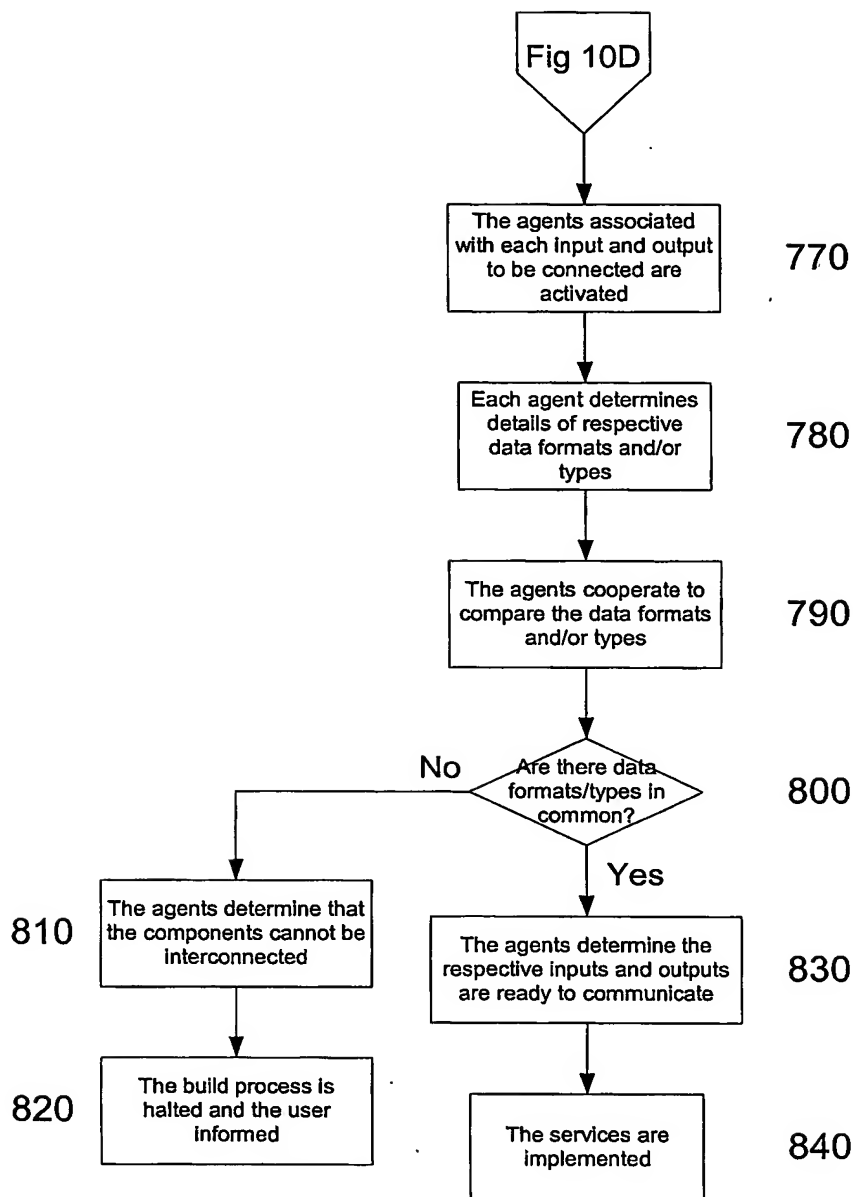 Fig 10D
The agents associated
with each input and output
to be connected are
activated
770
Each agent determines
details of respective
data formats and/or
types
780
The agents cooperate to
compare the data formats
and/or types
790
No
Are there data
formats/types in
common?
800
Yes
810
The agents determine that
the components cannot be
interconnected
The agents determine the
respective inputs and outputs
are ready to communicate
830
820
The build process is
halted and the user
informed
The services are
implemented
840